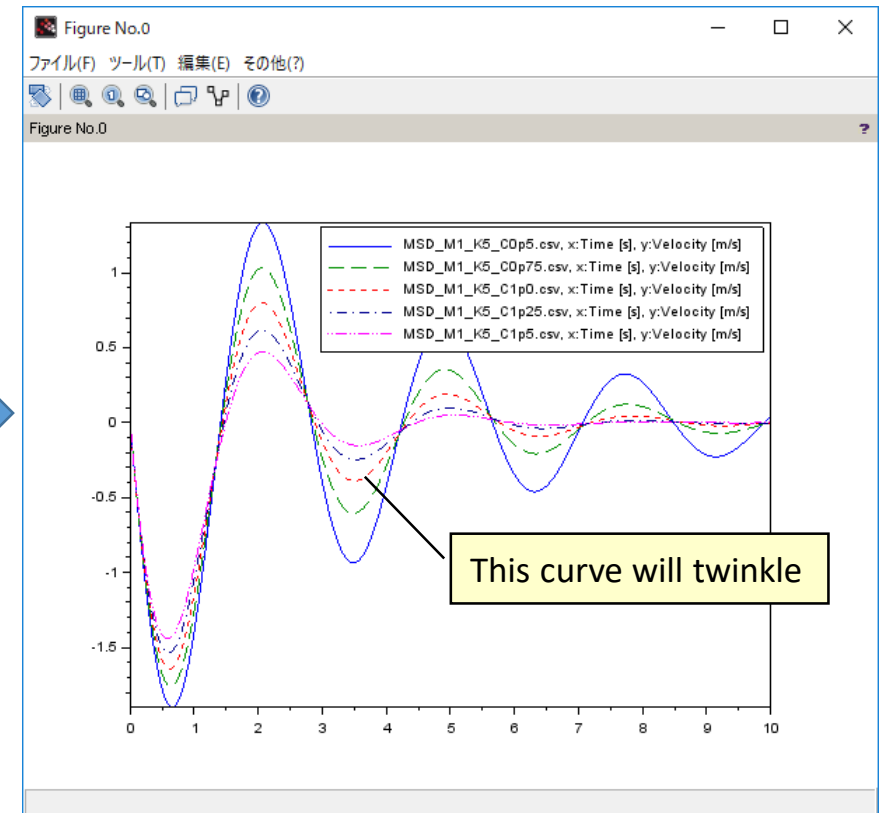 Figure No.0
ファイル(F) ツール(T) 編集(E) その他(?)
Figure No.0 ?
MSD_M1_K5_C0p5.csv, x:Time [s], y:Velocity [m/s]
MSD_M1_K5_C0p75.csv, x:Time [s], y:Velocity [m/s]
MSD_M1_K5_C1p0.csv, x:Time [s], y:Velocity [m/s]
MSD_M1_K5_C1p25.csv, x:Time [s], y:Velocity [m/s]
MSD_M1_K5_C1p5.csv, x:Time [s], y:Velocity [m/s]
1
0.5
0
-0.5
-1
-1.5
This curve will twinkle
0 1 2 3 4 5 6 7 8 9 10